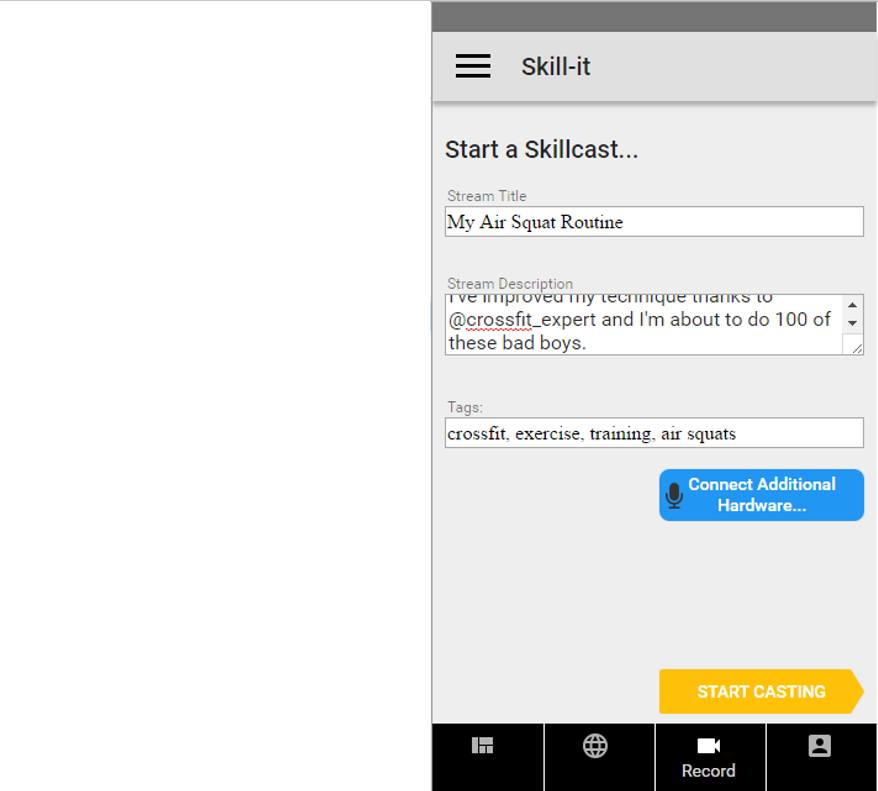 Skill-it
Start a Skillcast...
Stream Title
My Air Squat Routine
Stream Description
I've improved my technique thanks to
@crossfit_expert and I'm about to do 100 of
these bad boys.
Tags:
crossfit, exercise, training, air squats
Connect Additional
Hardware...
START CASTING
Record